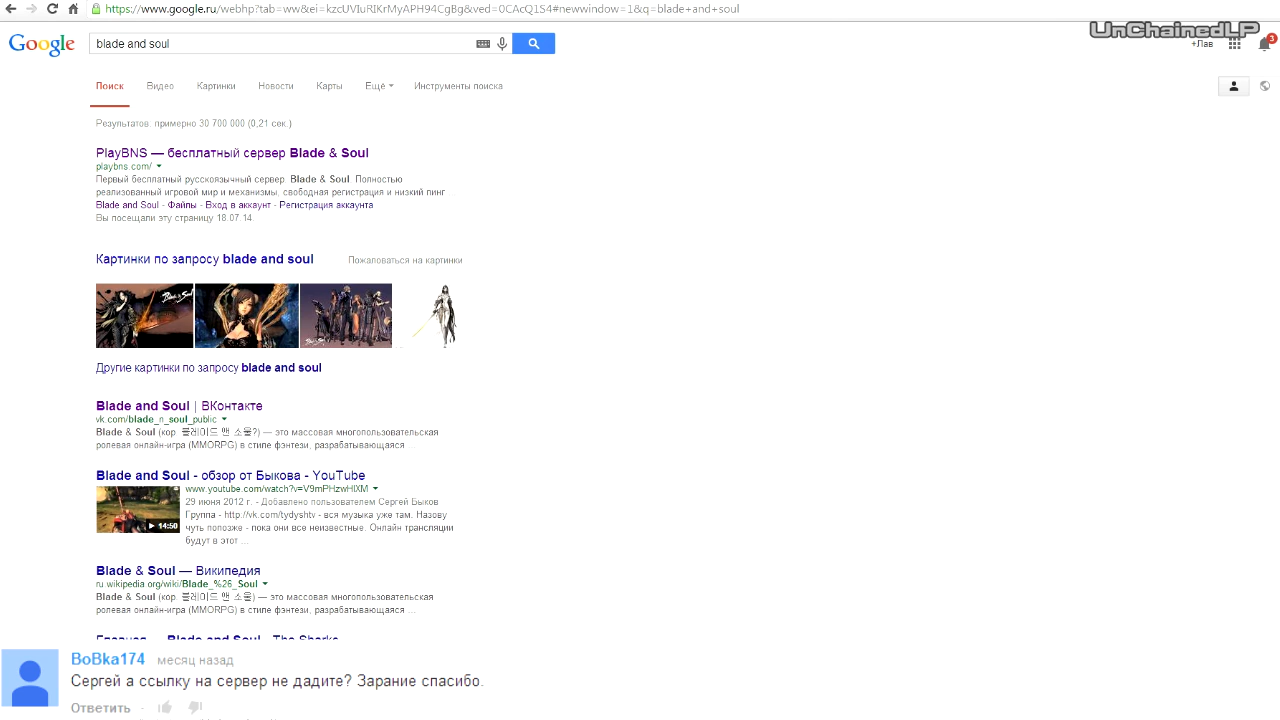 https://www.google.ru/webhp?tab=ww&ei=kzcUVIuRIKrMyAPH94CgBg&ved=0CAcQ1S4#newwindow=1&q=blade+and+soul
UnChainedLP
Google
blade and soul
+Лав
3
Поиск Видео Картинки Новости Карты Ещё Инструменты поиска
Результатов: примерно 30 700 000 (0,21 сек.)
PlayBNS — бесплатный сервер Blade & Soul
playbns.com/
Первый бесплатный русскоязычный сервер. Blade & Soul. Полностью
реализованный игровой мир и механизмы, свободная регистрация и низкий пинг ...
Blade and Soul - Файлы - Вход в аккаунт - Регистрация аккаунта
Вы посещали эту страницу 18.07.14.
Картинки по запросу blade and soul Пожаловаться на картинки
Blade & Soul
Другие картинки по запросу blade and soul
Blade and Soul | ВКонтакте
vk.com/blade_n_soul_public
Blade & Soul (кор. 블레이드 앤 소울?) — это массовая многопользовательская
ролевая онлайн-игра (MMORPG) в стиле фэнтези, разрабатывающаяся ...
Blade and Soul - обзор от Быкова - YouTube
www.youtube.com/watch?v=V9mPHzwHlXM
14:50
29 июня 2012 г. - Добавлено пользователем Сергей Быков
Группа - http://vk.com/tydyshtv - вся музыка уже там. Назову
чуть попозже - пока они все неизвестные. Онлайн трансляции
будут в этот ...
Blade & Soul — Википедия
ru.wikipedia.org/wiki/Blade_%26_Soul
Blade & Soul (кор. 블레이드 앤 소울) — это массовая многопользовательская
ролевая онлайн-игра (MMORPG) в стиле фэнтези, разрабатывающаяся ...
Главная — Blade and Soul - The Sharks
BoBka174 месяц назад
Сергей а ссылку на сервер не дадите? Зарание спасибо.
Ответить